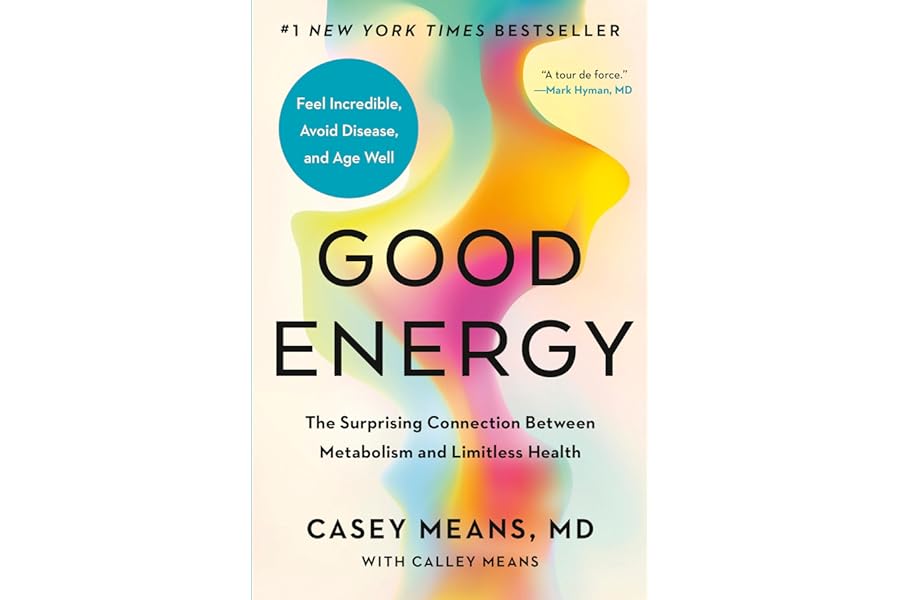 #1 NEW YORK TIMES BESTSELLER
"A tour de force."
—Mark Hyman, MD
Feel Incredible,
Avoid Disease,
and Age Well
GOOD
ENERGY
The Surprising Connection Between
Metabolism and Limitless Health
CASEY MEANS, MD
WITH CALLEY MEANS